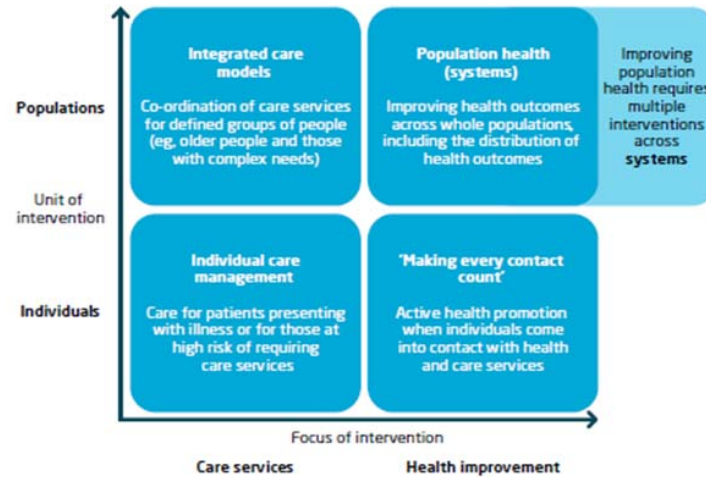 Integrated care
models
Co-ordination of care services
for defined groups of people
(eg, older people and those
with complex needs)
Population health
(systems)
Improving health outcomes
across whole populations,
including the distribution of
health outcomes
Improving
population
health requires
multiple
interventions
across
systems
Populations
Unit of
intervention
Individuals
Individual care
management
Care for patients presenting
with illness or for those at
high risk of requiring
care services
'Making every contact
count'
Active health promotion
when individuals come
into contact with health
and care services
Focus of intervention
Care services
Health improvement